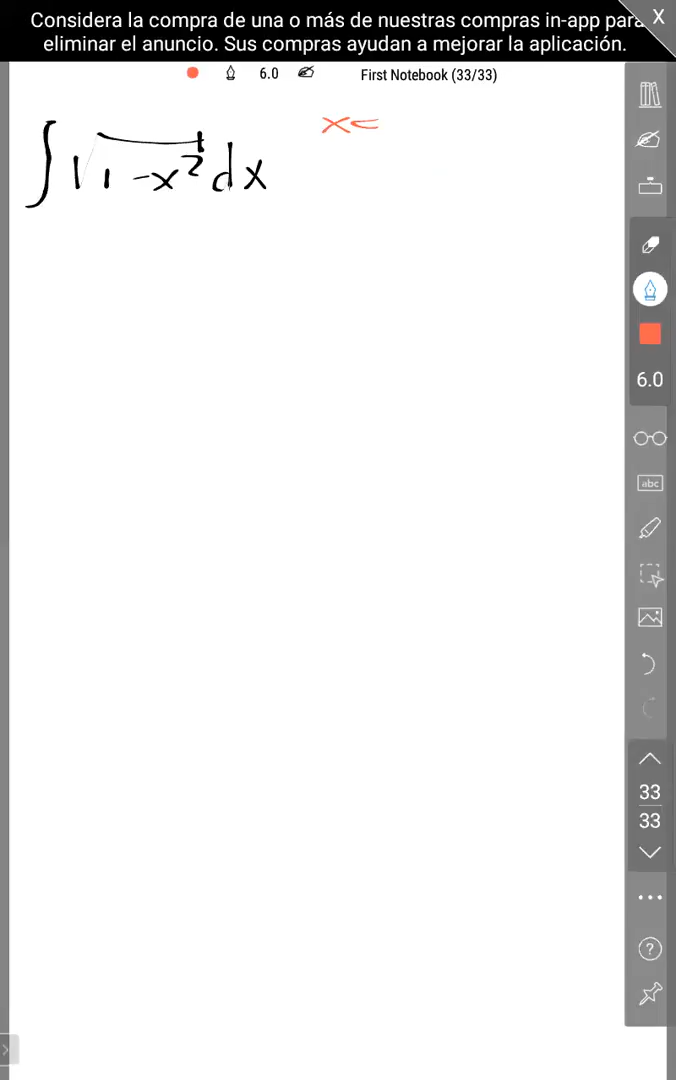 Considera la compra de una o más de nuestras compras in-app para
X
eliminar el anuncio. Sus compras ayudan a mejorar la aplicación.
6.0 First Notebook (33/33)
∫√1-x² dx x=
6.0
abc
33
33
?